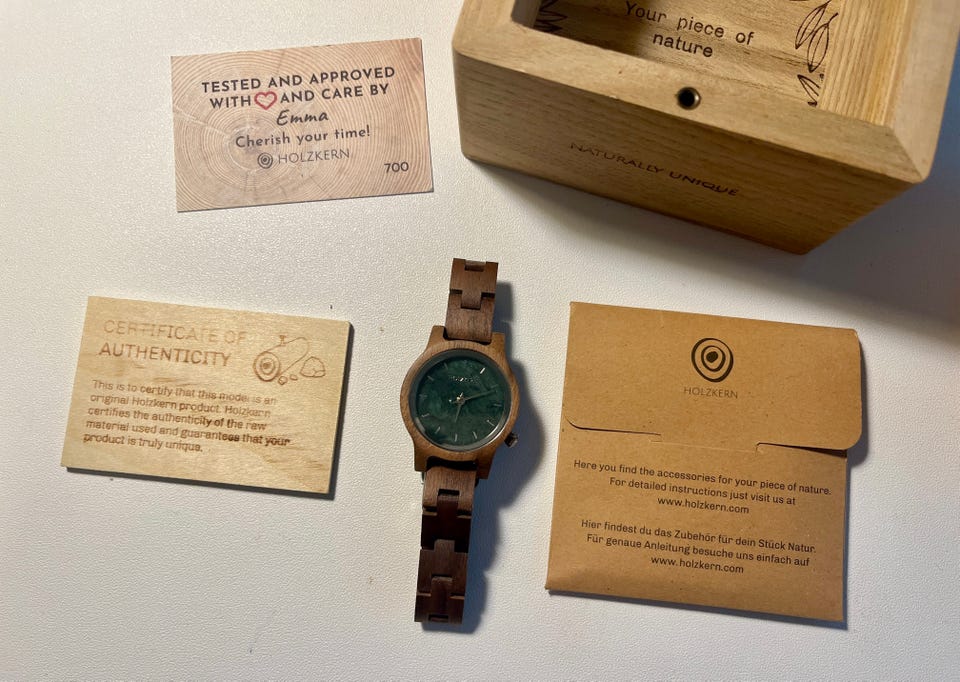 TESTED AND APPROVED
WITH AND CARE BY
Emma
Cherish your time!
HOLZKERN
700
Your piece of
nature
NATURALLY UNIQUE
CERTIFICATE OF
AUTHENTICITY
This is to certify that this model is an
original Holzkern product. Holzkern
certifies the authenticity of the raw
material used and guarantees that your
product is truly unique.
HOLZKERN
Here you find the accessories for your piece of nature.
For detailed instructions just visit us at
www.holzkern.com
Hier findest du das Zubehör für dein Stück Natur.
Für genaue Anleitung besuche uns einfach auf
www.holzkern.com